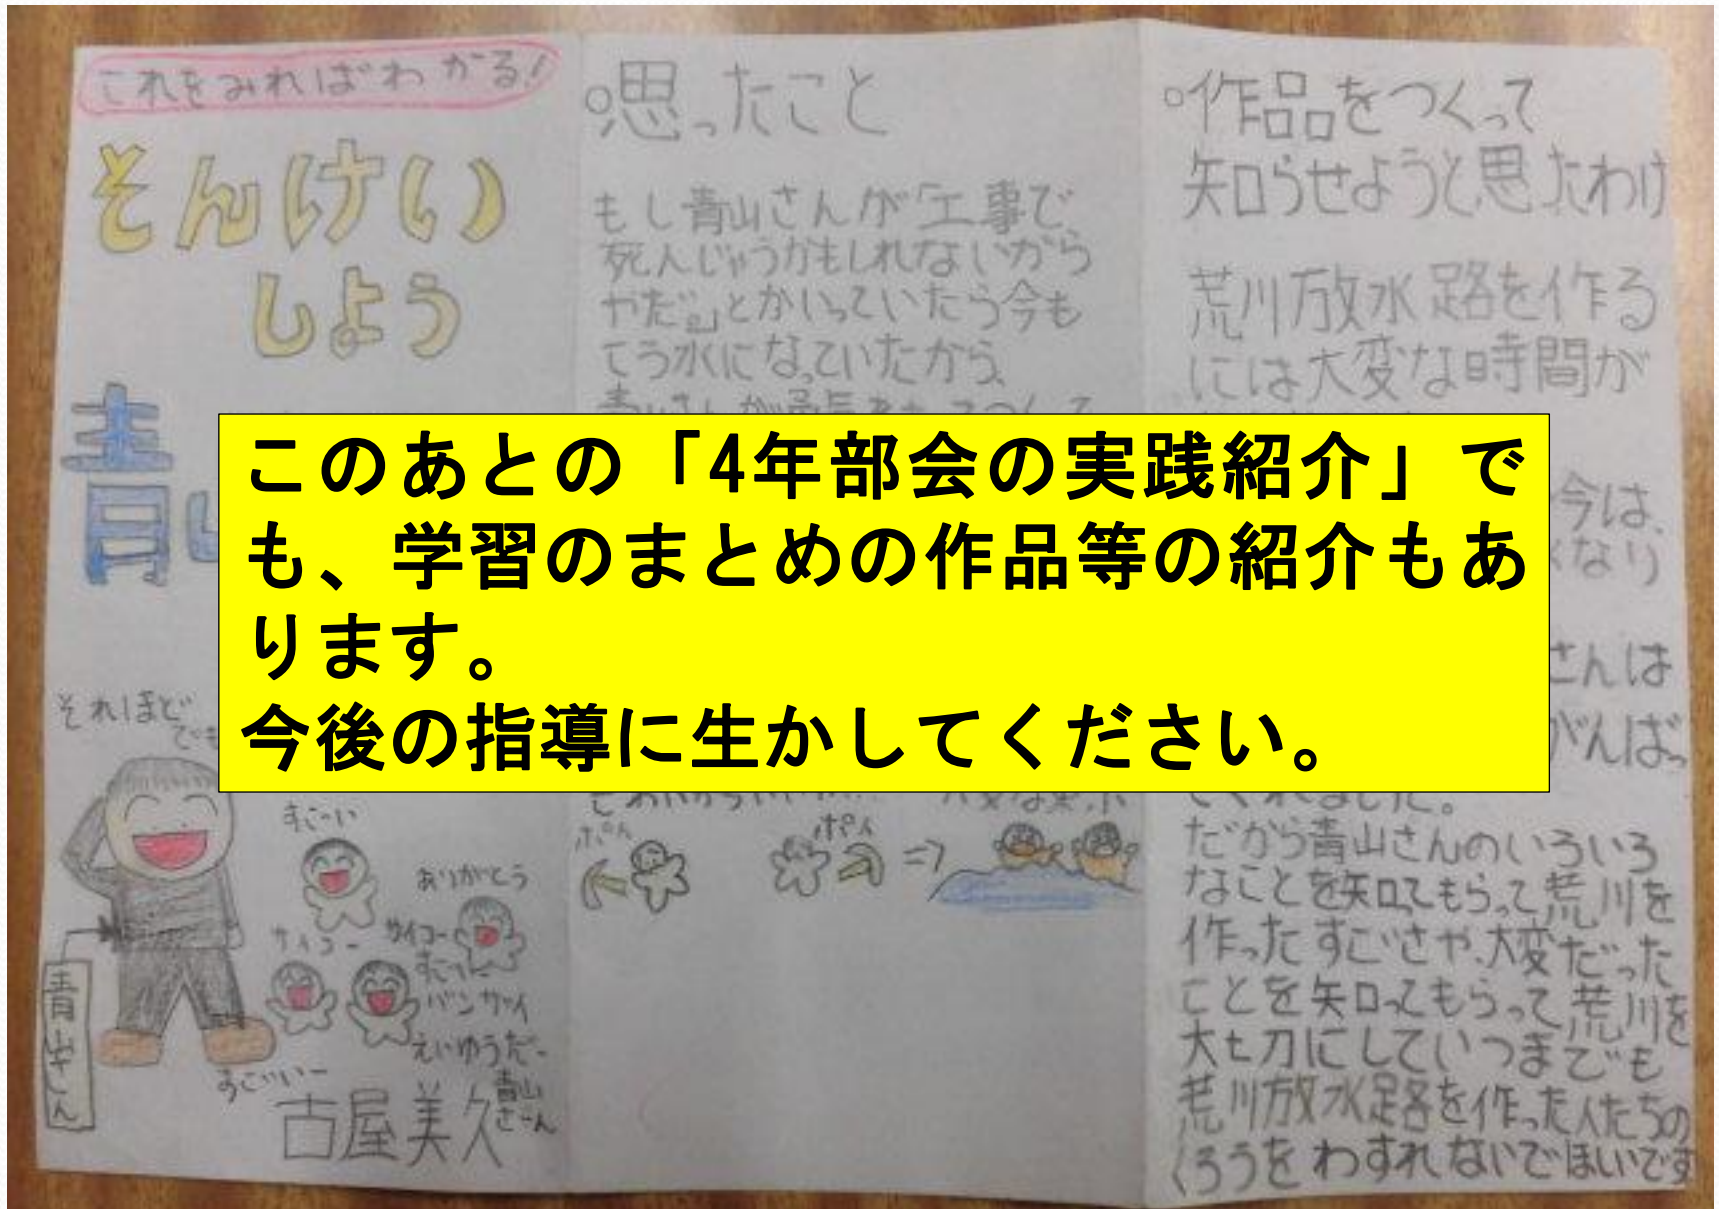 これをみればわかる!
そんけい
しよう
青山
それほど
でも
すごい
ありがとう
サイコー
サイコー
すごい
バンザイ
えいゆうだー
青山
さーん
すごいー
青山さん
古屋美久
○思ったこと
もし青山さんが「工事で
死んじゃうかもしれないから
やだ。」とかいっていたら今も
こう水になっていたから、
ポイ
ポイ
○作品をつくって
知らせようと思たわけ
荒川放水路を作る
には大変な時間が
今は、
くなり
さんは
がんばっ
てくれました。
だから青山さんのいろいろ
なことを知ってもらって荒川を
作ったすごさや、大変だった
ことを知ってもらって荒川を
大切にしていつまでも
荒川放水路を作った人たちの
くろうをわすれないでほいです
このあとの「4年部会の実践紹介」で
も、学習のまとめの作品等の紹介もあ
ります。
今後の指導に生かしてください。